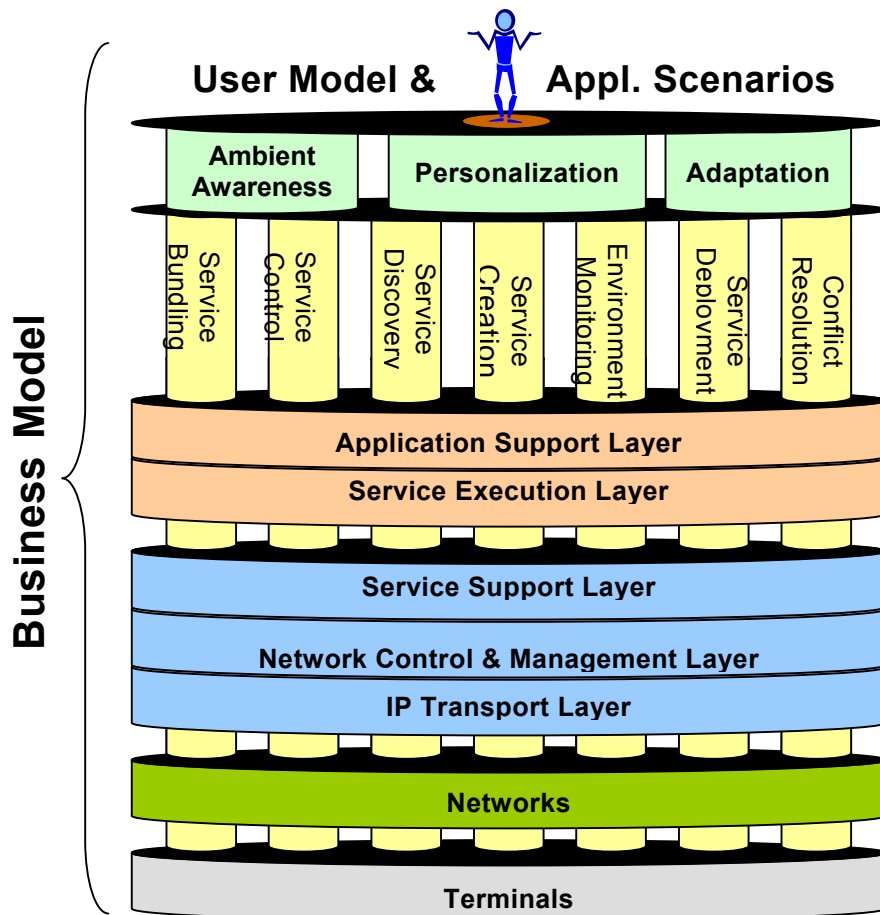 User Model & Appl. Scenarios
Ambient
Awareness
Personalization
Adaptation
Service
Bundling
Service
Control
Service
Discovery
Service
Creation
Environment
Monitoring
Service
Deployment
Conflict
Resolution
Business Model
Application Support Layer
Service Execution Layer
Service Support Layer
Network Control & Management Layer
IP Transport Layer
Networks
Terminals